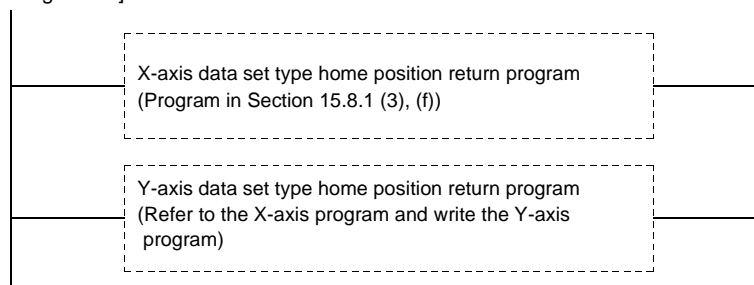 X-axis data set type home position return program
(Program in Section 15.8.1 (3), (f))
Y-axis data set type home position return program
(Refer to the X-axis program and write the Y-axis
program)